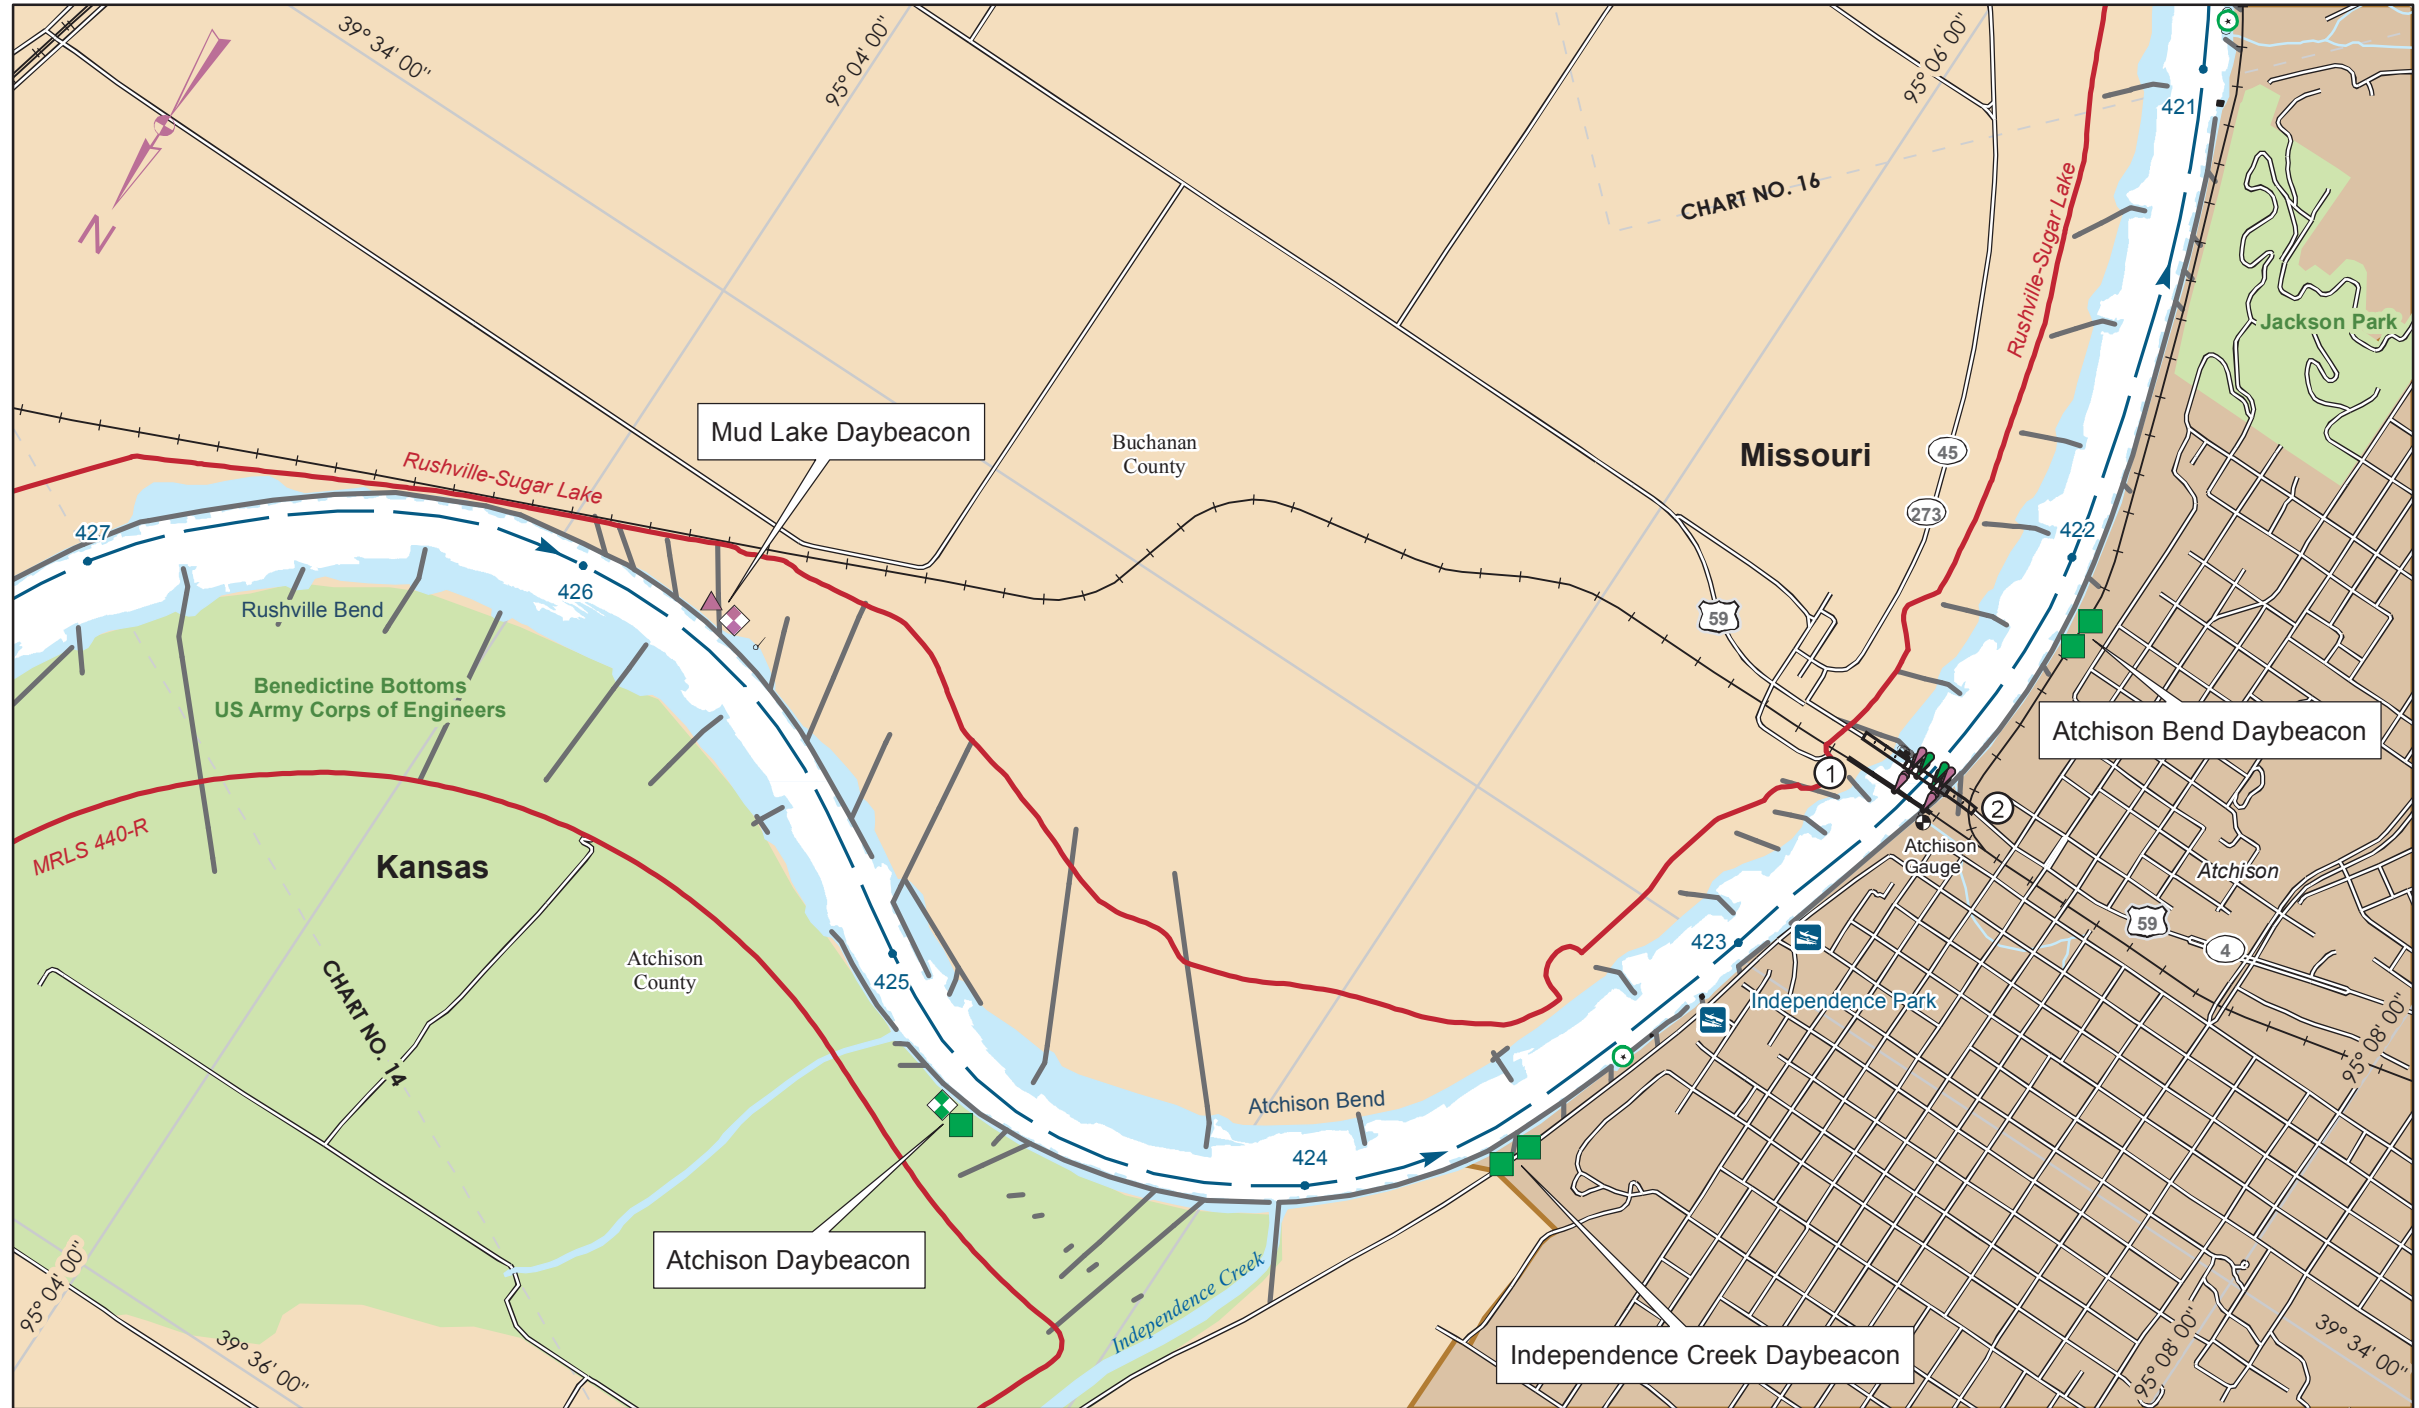 39° 34' 00"
95° 04' 00"
95° 06' 00"
421
N
CHART NO. 16
Rushville-Sugar Lake
Jackson Park
Mud Lake Daybeacon
Buchanan
County
Missouri
45
Rushville-Sugar Lake
273
427
422
426
Rushville Bend
59
Benedictine Bottoms
US Army Corps of Engineers
Atchison Bend Daybeacon
1
2
MRLS 440-R
Kansas
Atchison
Gauge
Atchison
59
4
423
Atchison
County
425
CHART NO. 14
Independence Park
95° 08' 00"
Atchison Bend
424
Atchison Daybeacon
Independence Creek
95° 04' 00"
39° 36' 00"
Independence Creek Daybeacon
95° 08' 00"
39° 34' 00"